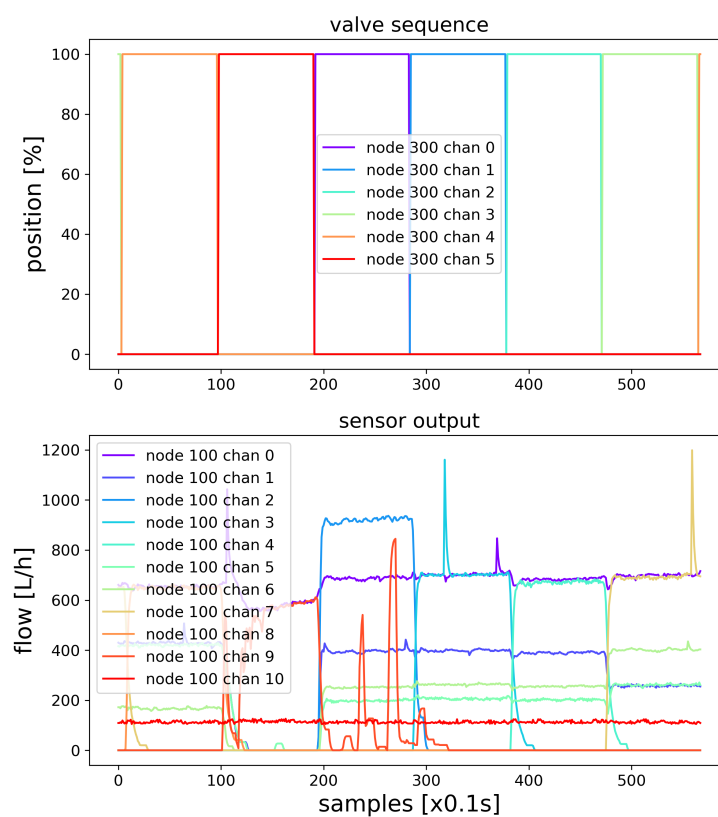 valve sequence
100
80
60
40
20
0
position [%]
node 300 chan 0
node 300 chan 1
node 300 chan 2
node 300 chan 3
node 300 chan 4
node 300 chan 5
0 100 200 300 400 500
sensor output
1200
1000
800
600
400
200
0
flow [L/h]
node 100 chan 0
node 100 chan 1
node 100 chan 2
node 100 chan 3
node 100 chan 4
node 100 chan 5
node 100 chan 6
node 100 chan 7
node 100 chan 8
node 100 chan 9
node 100 chan 10
0 100 200 300 400 500
samples [x0.1s]